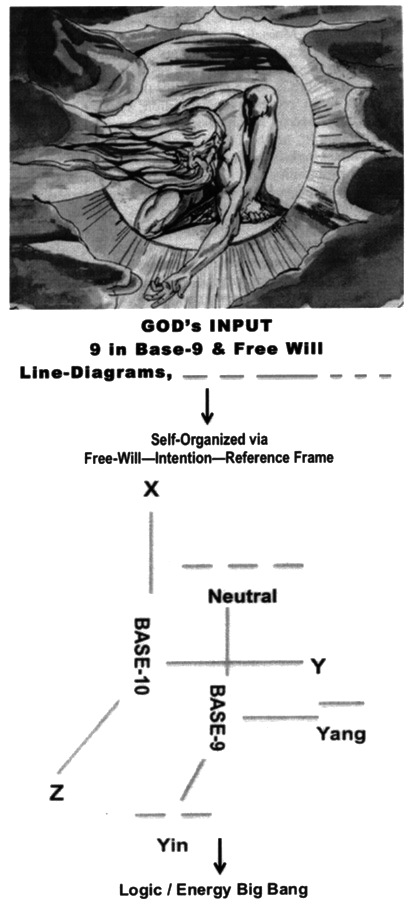 GOD's INPUT
9 in Base-9 & Free Will
Line-Diagrams,
Self-Organized via
Free-Will—Intention—Reference Frame
X
Neutral
BASE-10
Y
BASE-9
Yang
Z
Yin
Logic / Energy Big Bang